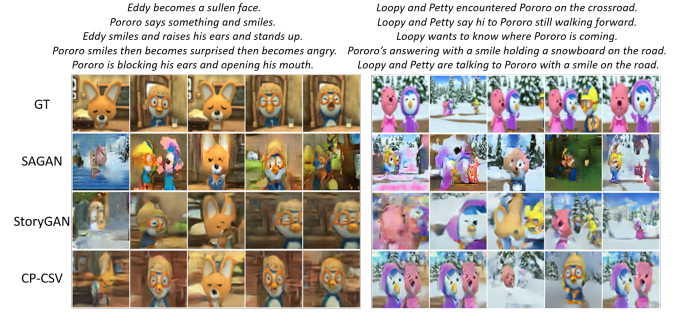 Eddy becomes a sullen face.
Pororo says something and smiles.
Eddy smiles and raises his ears and stands up.
Pororo smiles then becomes surprised then becomes angry.
Pororo is blocking his ears and opening his mouth.
Loopy and Petty encountered Pororo on the crossroad.
Loopy and Petty say hi to Pororo still walking forward.
Loopy wants to know where Pororo is coming.
Pororo's answering with a smile holding a snowboard on the road.
Loopy and Petty are talking to Pororo with a smile on the road.
GT
SAGAN
StoryGAN
CP-CSV